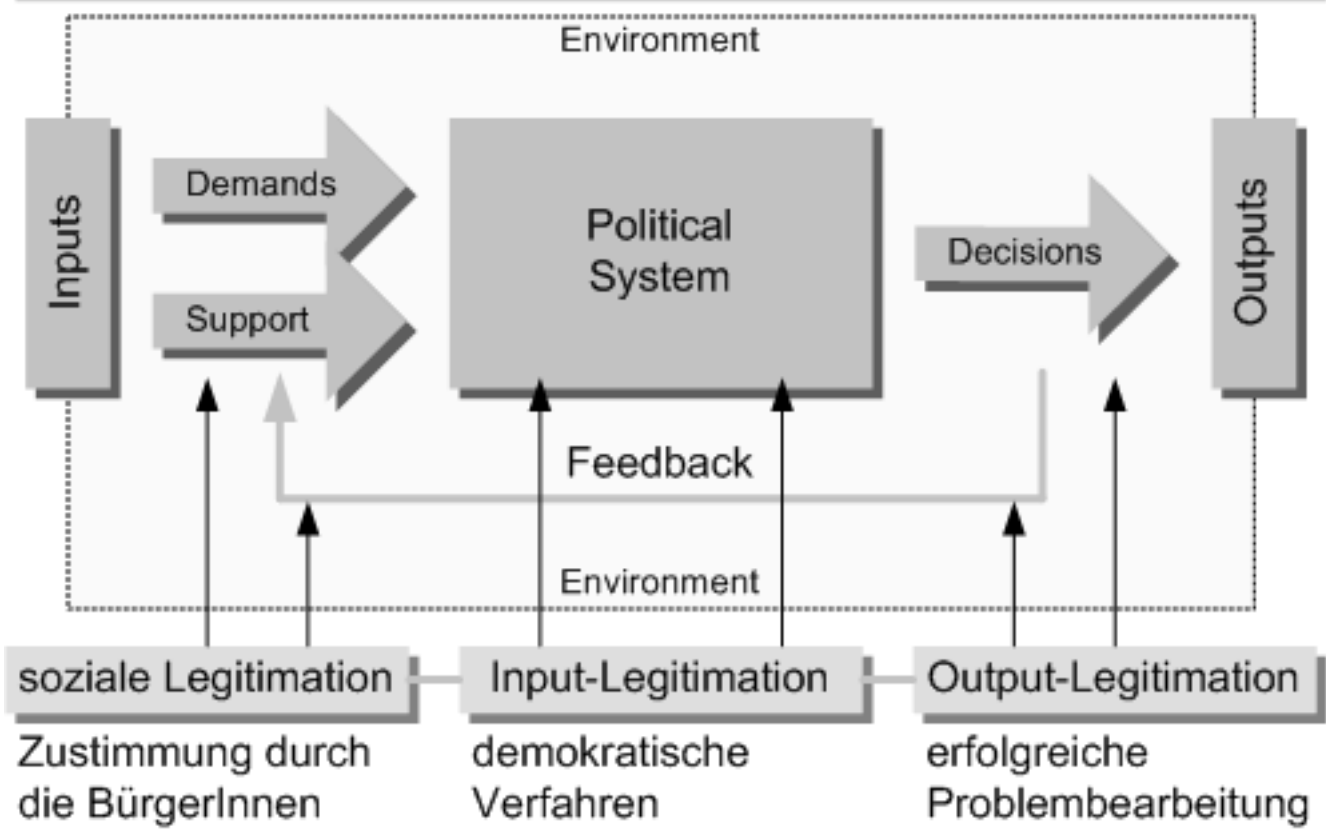 Environment
Inputs
Demands
Support
Political
System
Decisions
Outputs
Feedback
Environment
soziale Legitimation
Zustimmung durch
die BürgerInnen
Input-Legitimation
demokratische
Verfahren
Output-Legitimation
erfolgreiche
Problembearbeitung